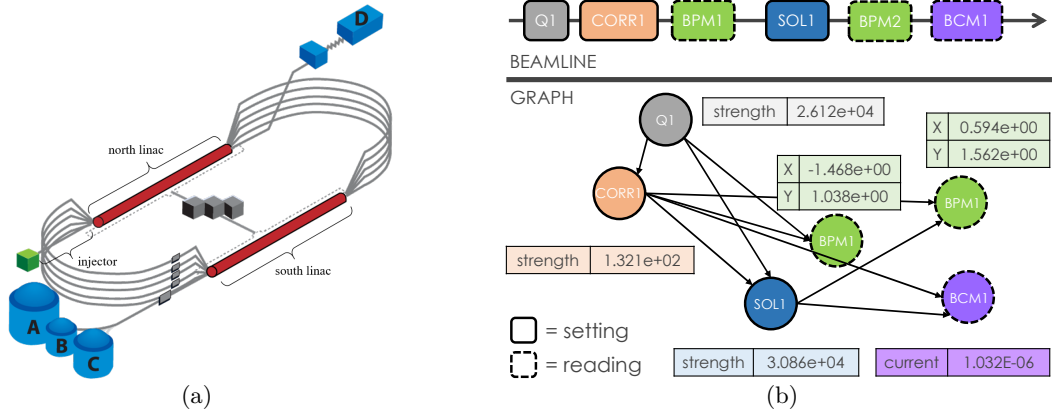 D
north linac
injector
south linac
A
B
C
(a)
Q1 CORR1 BPM1 SOL1 BPM2 BCM1
BEAMLINE
GRAPH
Q1
strength 2.612e+04
X 0.594e+00
Y 1.562e+00
X -1.468e+00
Y 1.038e+00
CORR1
BPM1
BPM1
strength 1.321e+02
SOL1
BCM1
= setting
= reading
strength 3.086e+04
current 1.032E-06
(b)